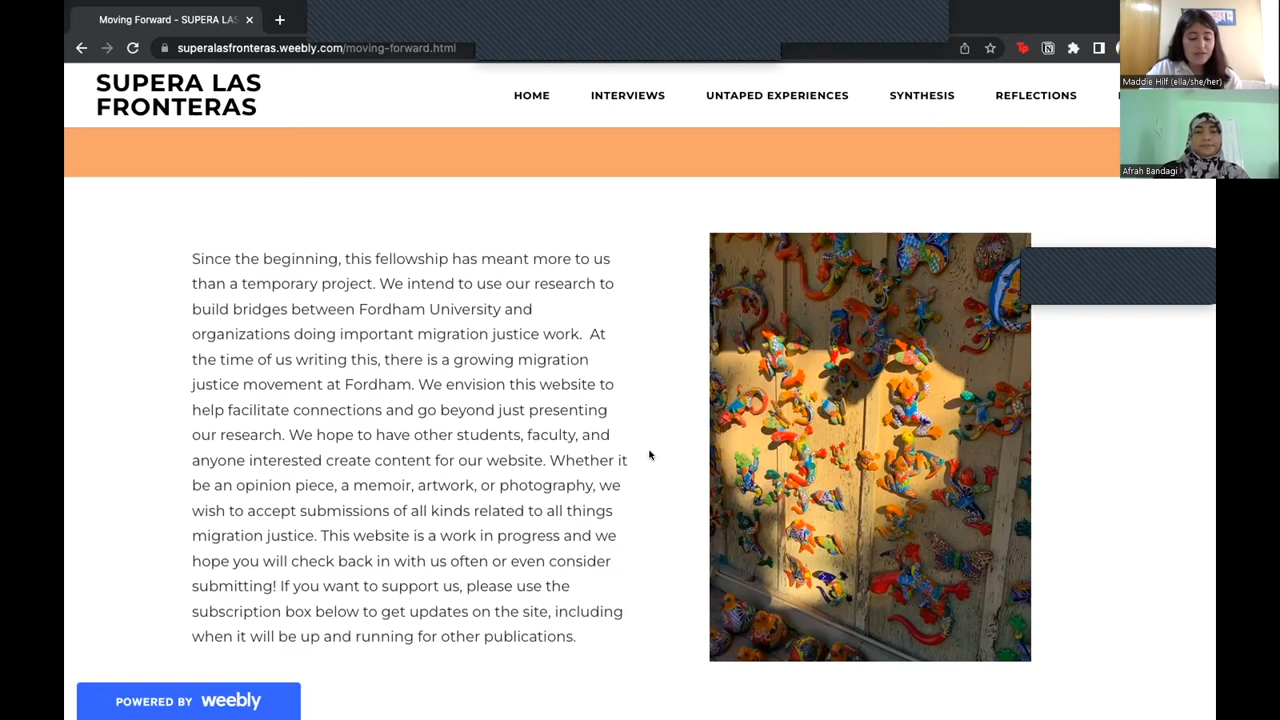 Moving Forward - SUPERA LAS
superalasfronteras.weebly.com/moving-forward.html
Maddie Hilf (ella/she/her)
Afrah Bandagi
SUPERA LAS
FRONTERAS
HOME INTERVIEWS UNTAPED EXPERIENCES SYNTHESIS REFLECTIONS
Since the beginning, this fellowship has meant more to us
than a temporary project. We intend to use our research to
build bridges between Fordham University and
organizations doing important migration justice work.  At
the time of us writing this, there is a growing migration
justice movement at Fordham. We envision this website to
help facilitate connections and go beyond just presenting
our research. We hope to have other students, faculty, and
anyone interested create content for our website. Whether it
be an opinion piece, a memoir, artwork, or photography, we
wish to accept submissions of all kinds related to all things
migration justice. This website is a work in progress and we
hope you will check back in with us often or even consider
submitting! If you want to support us, please use the
subscription box below to get updates on the site, including
when it will be up and running for other publications.
POWERED BY weebly